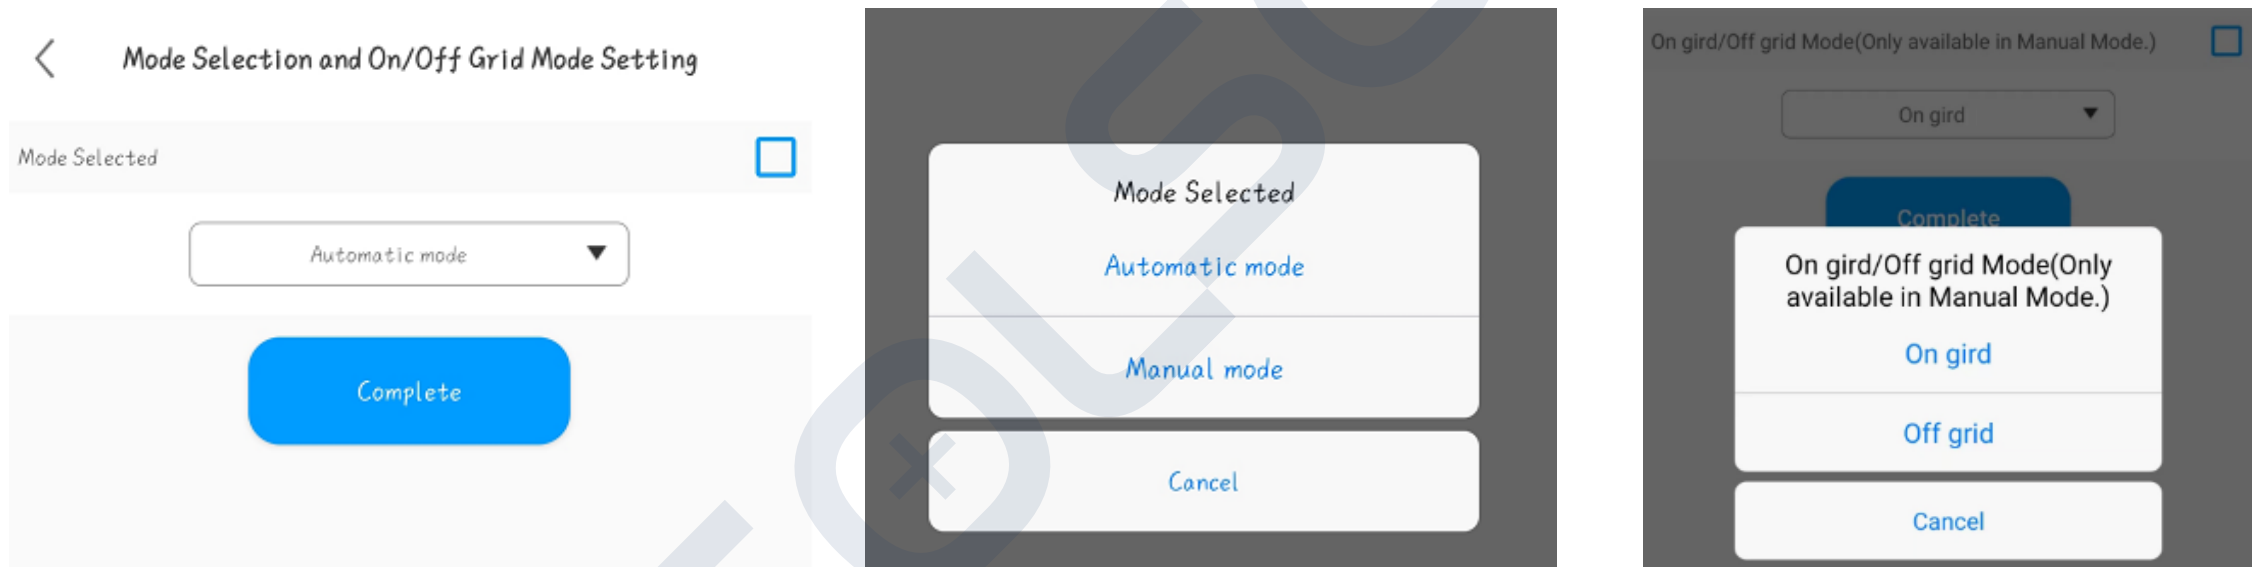 Mode Selection and On/Off Grid Mode Setting
Mode Selected
Automatic mode
Complete
Mode Selected
Automatic mode
Manual mode
Cancel
On gird/Off grid Mode(Only available in Manual Mode.)
On gird
Complete
On gird/Off grid Mode(Only
available in Manual Mode.)
On gird
Off grid
Cancel